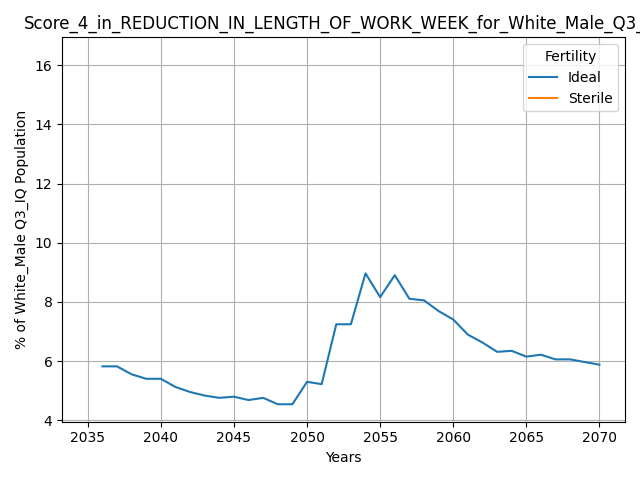 Score_4_in_REDUCTION_IN_LENGTH_OF_WORK_WEEK_for_White_Male_Q3_
Fertility
Ideal
Sterile
% of White_Male Q3_IQ Population
16
14
12
10
8
6
4
2035 2040 2045 2050 2055 2060 2065 2070
Years